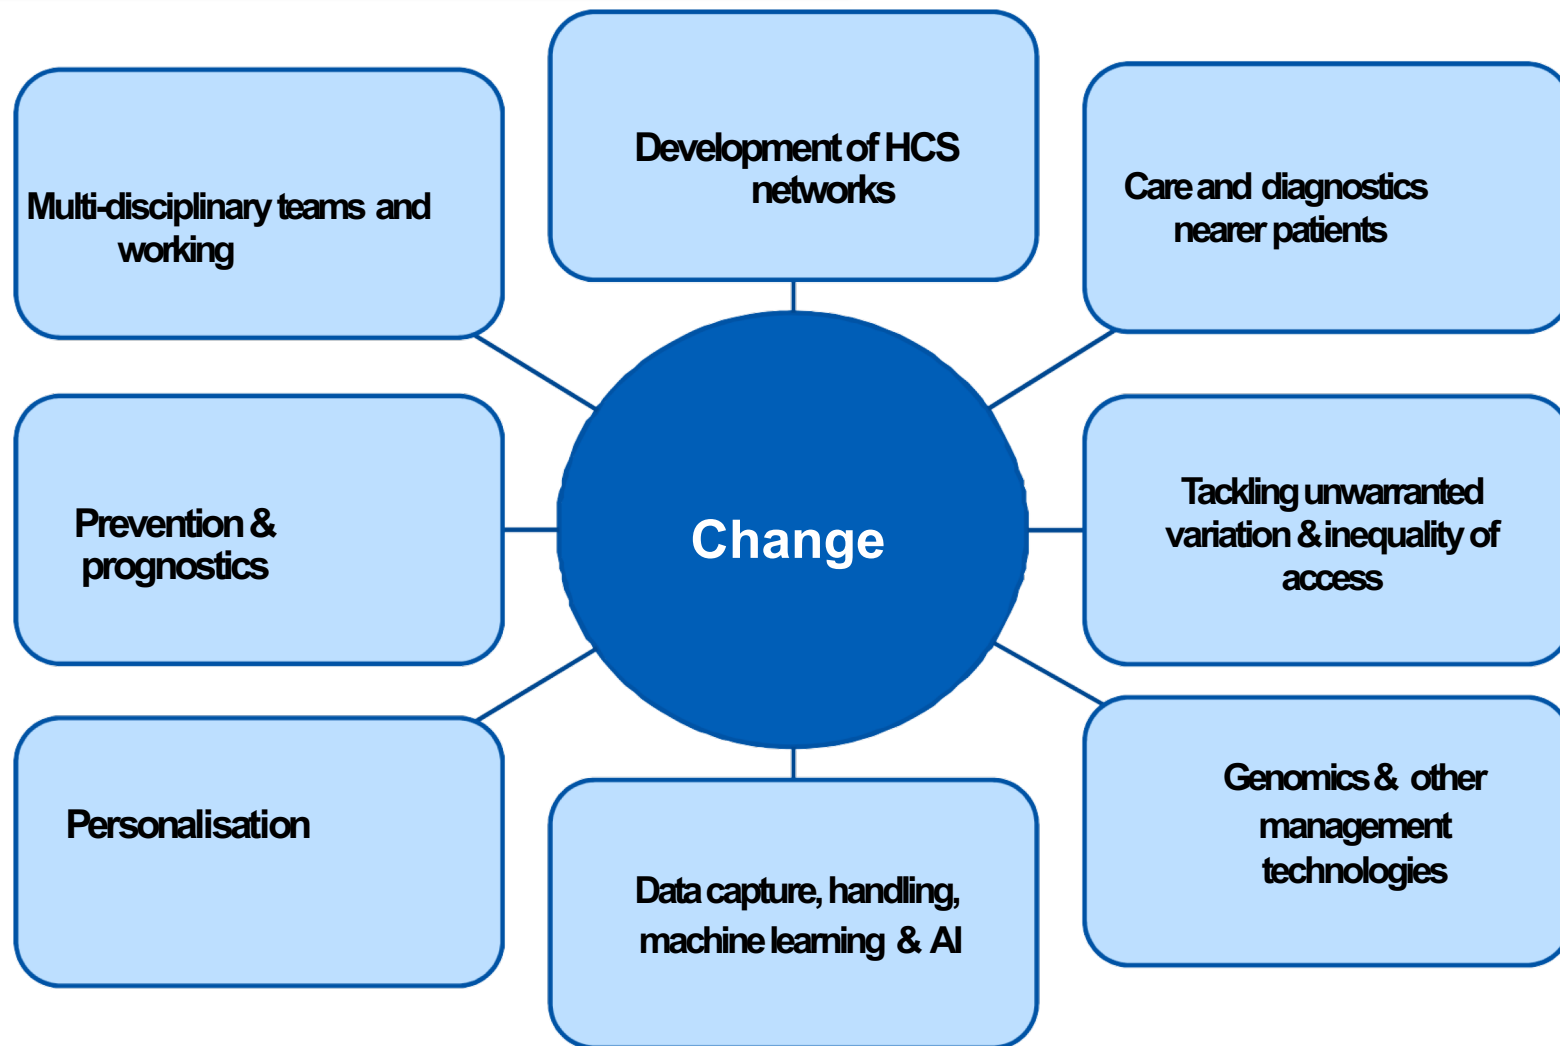 Development of HCS
networks
Multi-disciplinary teams and
working
Care and diagnostics
nearer patients
Prevention &
prognostics
Change
Tackling unwarranted
variation & inequality of
access
Personalisation
Genomics & other
management
technologies
Data capture, handling,
machine learning & AI